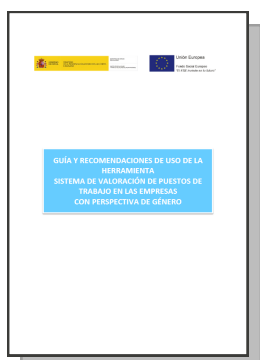 Unión Europea
Fondo Social Europeo
GUÍA Y RECOMENDACIONES DE USO DE LA
HERRAMIENTA
SISTEMA DE VALORACIÓN DE PUESTOS DE
TRABAJO EN LAS EMPRESAS
CON PERSPECTIVA DE GÉNERO